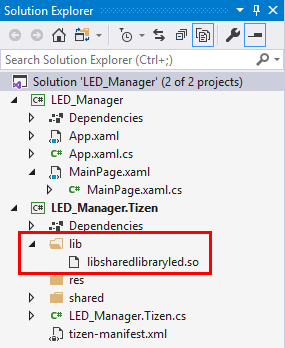 Solution Explorer
Search Solution Explorer (Ctrl+;)
Solution 'LED_Manager' (2 of 2 projects)
C# LED_Manager
Dependencies
App.xaml
C# App.xaml.cs
MainPage.xaml
C# MainPage.xaml.cs
C# LED_Manager.Tizen
Dependencies
lib
libsharedlibraryled.so
res
shared
C# LED_Manager.Tizen.cs
tizen-manifest.xml